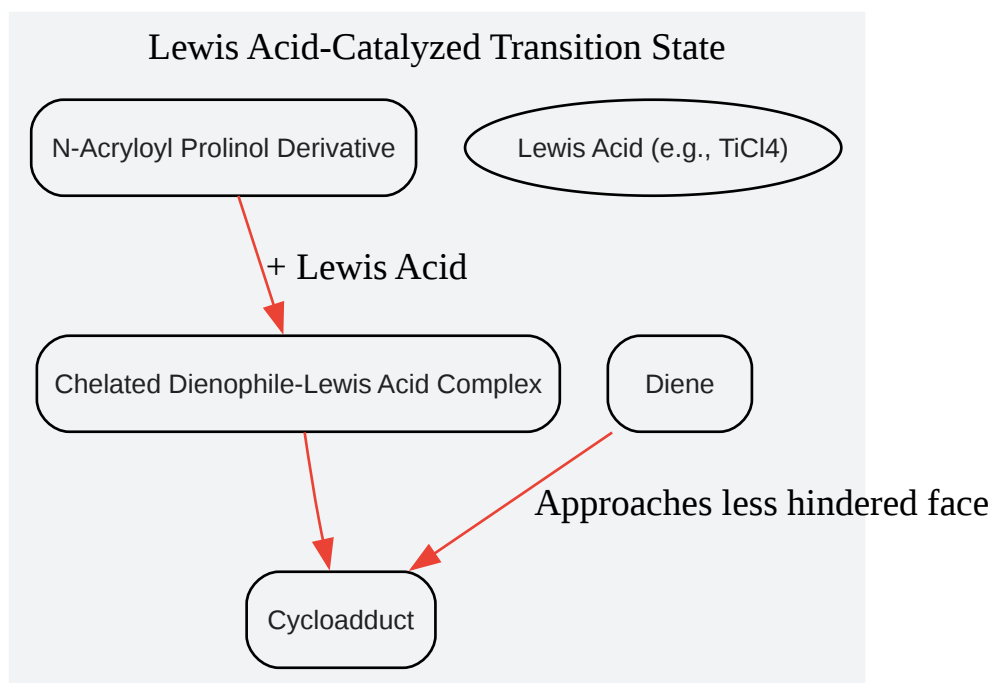 Lewis Acid-Catalyzed Transition State
N-Acryloyl Prolinol Derivative
Lewis Acid (e.g., TiCl4)
+ Lewis Acid
Chelated Dienophile-Lewis Acid Complex
Diene
Approaches less hindered face
Cycloadduct